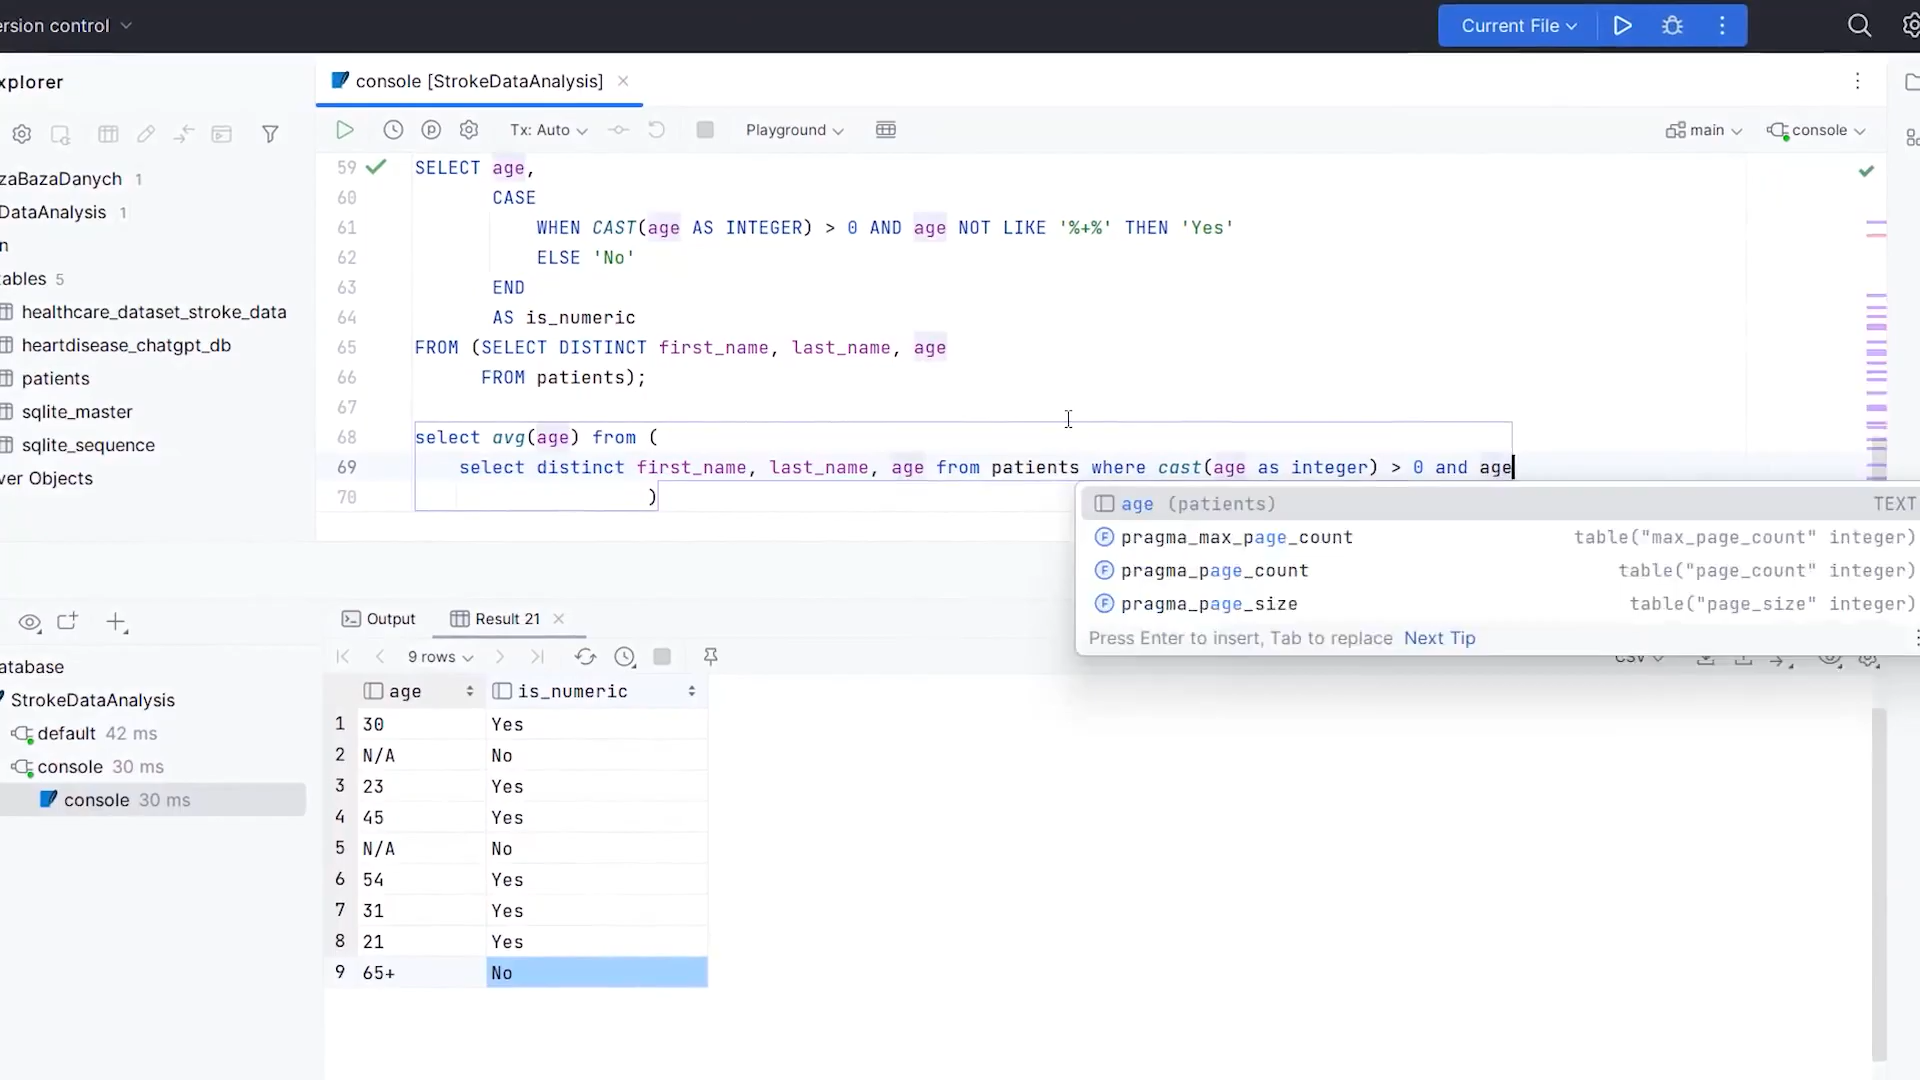 ersion control
Current File
xplorer
console [StrokeDataAnalysis]
Tx: Auto
Playground
main
console
zaBazaDanych 1
DataAnalysis 1
n
ables 5
healthcare_dataset_stroke_data
heartdisease_chatgpt_db
patients
sqlite_master
sqlite_sequence
ver Objects
59 SELECT age,
60 CASE
61 WHEN CAST(age AS INTEGER) > 0 AND age NOT LIKE '%+%' THEN 'Yes'
62 ELSE 'No'
63 END
64 AS is_numeric
65 FROM (SELECT DISTINCT first_name, last_name, age
66 FROM patients);
67
68 select avg(age) from (
69 select distinct first_name, last_name, age from patients where cast(age as integer) > 0 and age
70 )
age (patients) TEXT
pragma_max_page_count table("max_page_count" integer)
pragma_page_count table("page_count" integer)
pragma_page_size table("page_size" integer)
Press Enter to insert, Tab to replace Next Tip
Output
Result 21
9 rows
CSV
atabase
StrokeDataAnalysis
default 42 ms
console 30 ms
console 30 ms
age is_numeric
1 30 Yes
2 N/A No
3 23 Yes
4 45 Yes
5 N/A No
6 54 Yes
7 31 Yes
8 21 Yes
9 65+ No